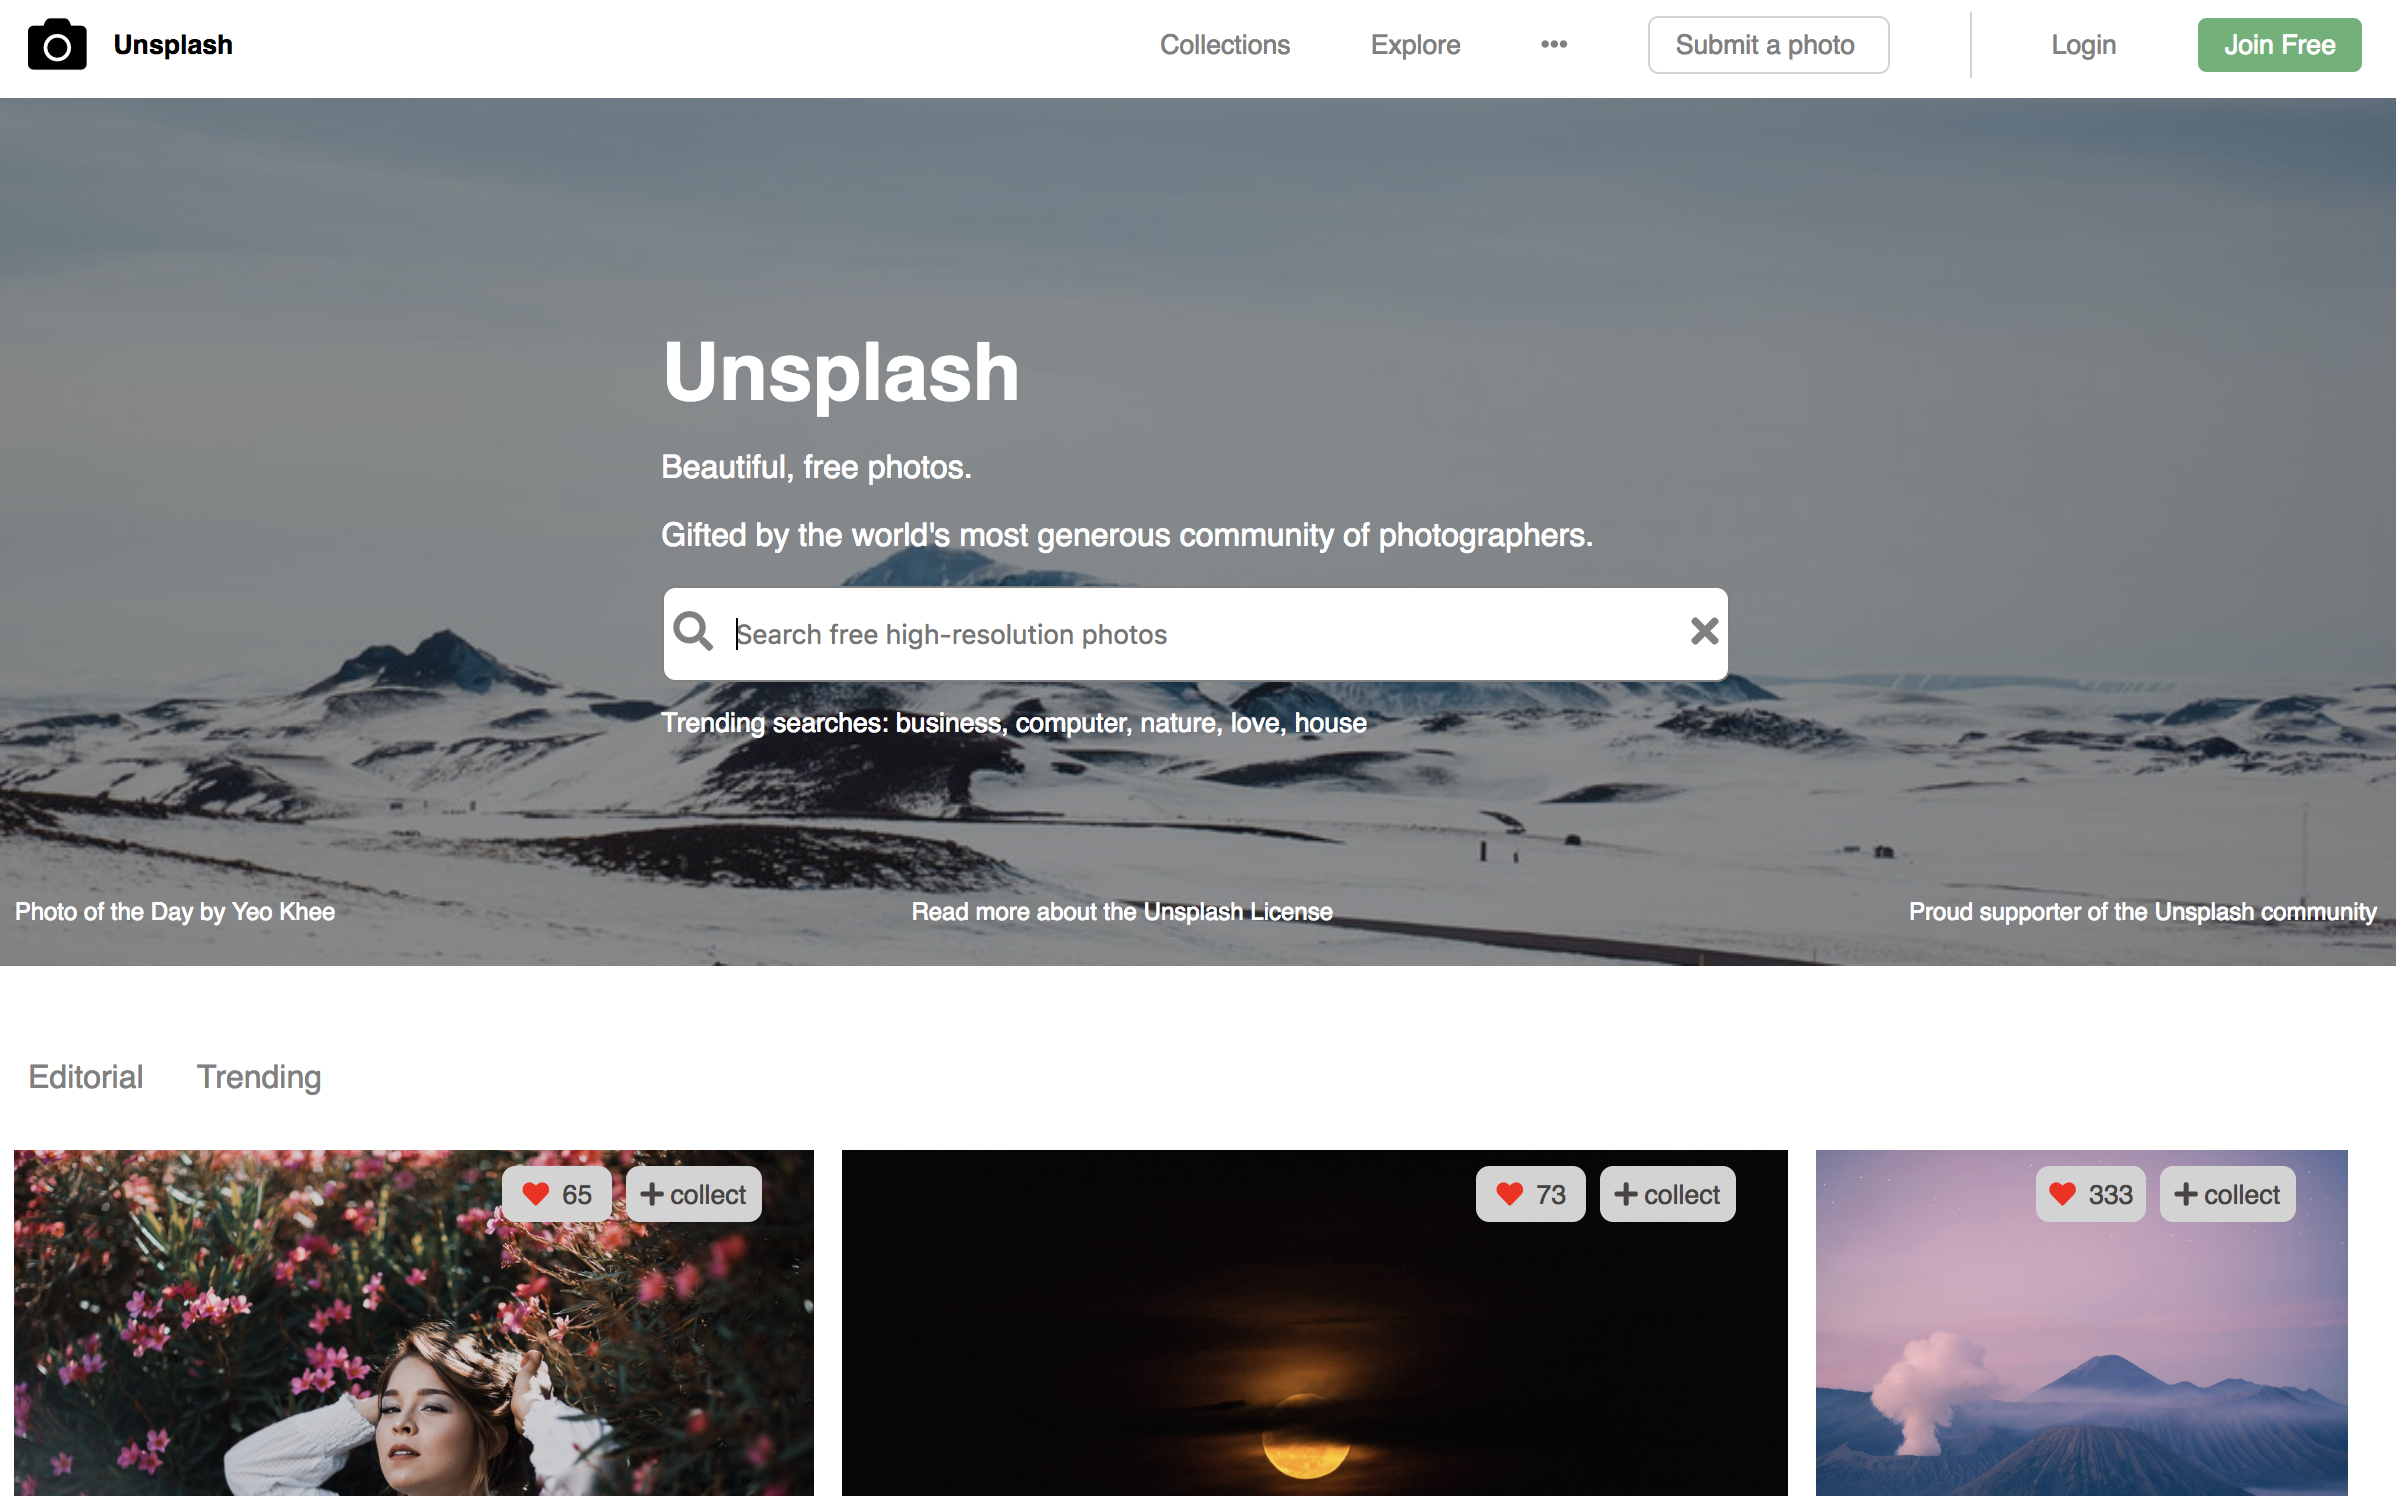 Unsplash
Collections
Explore
•••
Submit a photo
Login
Join Free
Unsplash
Beautiful, free photos.
Gifted by the world's most generous community of photographers.
Search free high-resolution photos
Trending searches: business, computer, nature, love, house
Photo of the Day by Yeo Khee
Read more about the Unsplash License
Proud supporter of the Unsplash community
Editorial
Trending
65
collect
73
collect
333
collect